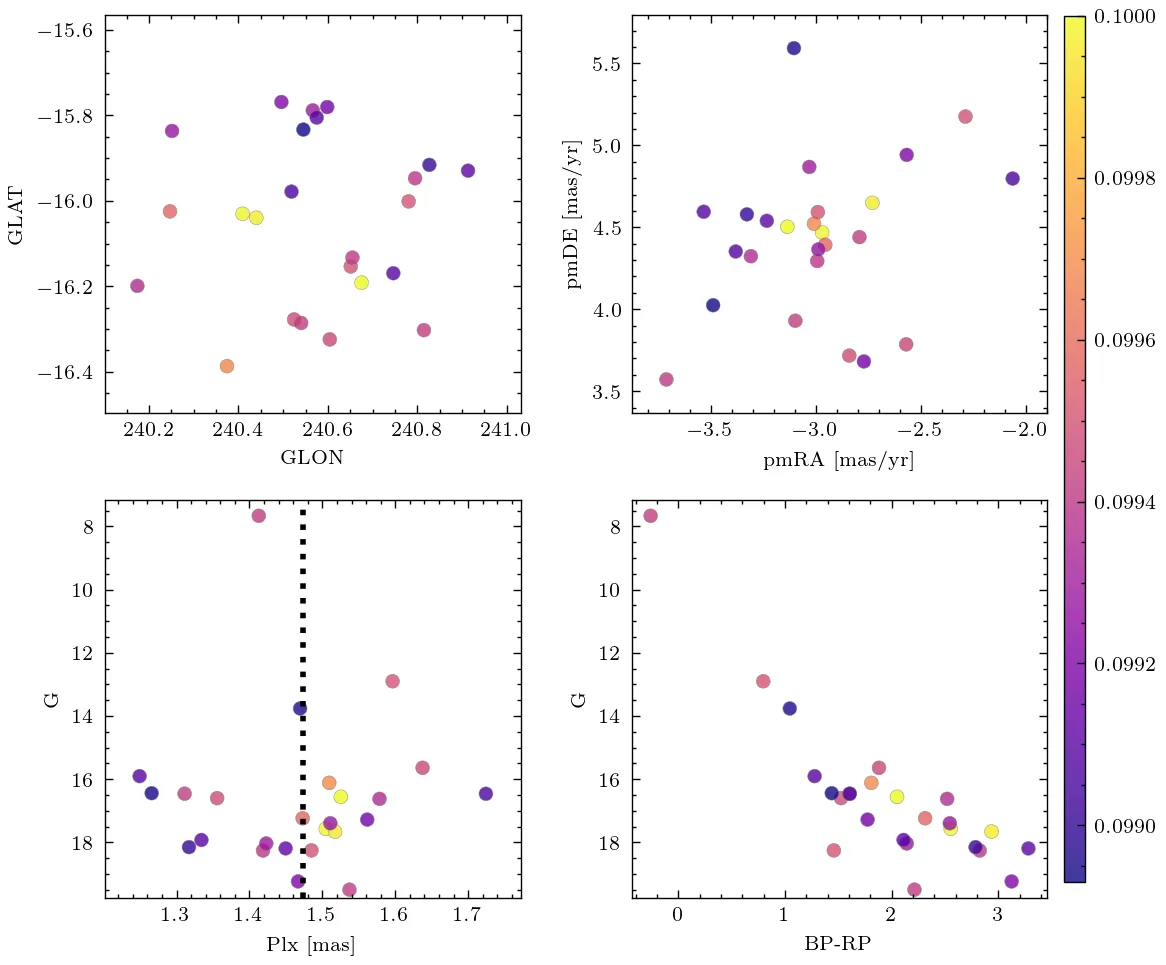 −15.6
−15.8
−16.0
−16.2
−16.4
GLAT
240.2 240.4 240.6 240.8 241.0
GLON
5.5
5.0
4.5
4.0
3.5
pmDE [mas/yr]
−3.5 −3.0 −2.5 −2.0
pmRA [mas/yr]
8
10
12
14
16
18
G
1.3 1.4 1.5 1.6 1.7
Plx [mas]
8
10
12
14
16
18
G
0 1 2 3
BP-RP
0.1000
0.0998
0.0996
0.0994
0.0992
0.0990